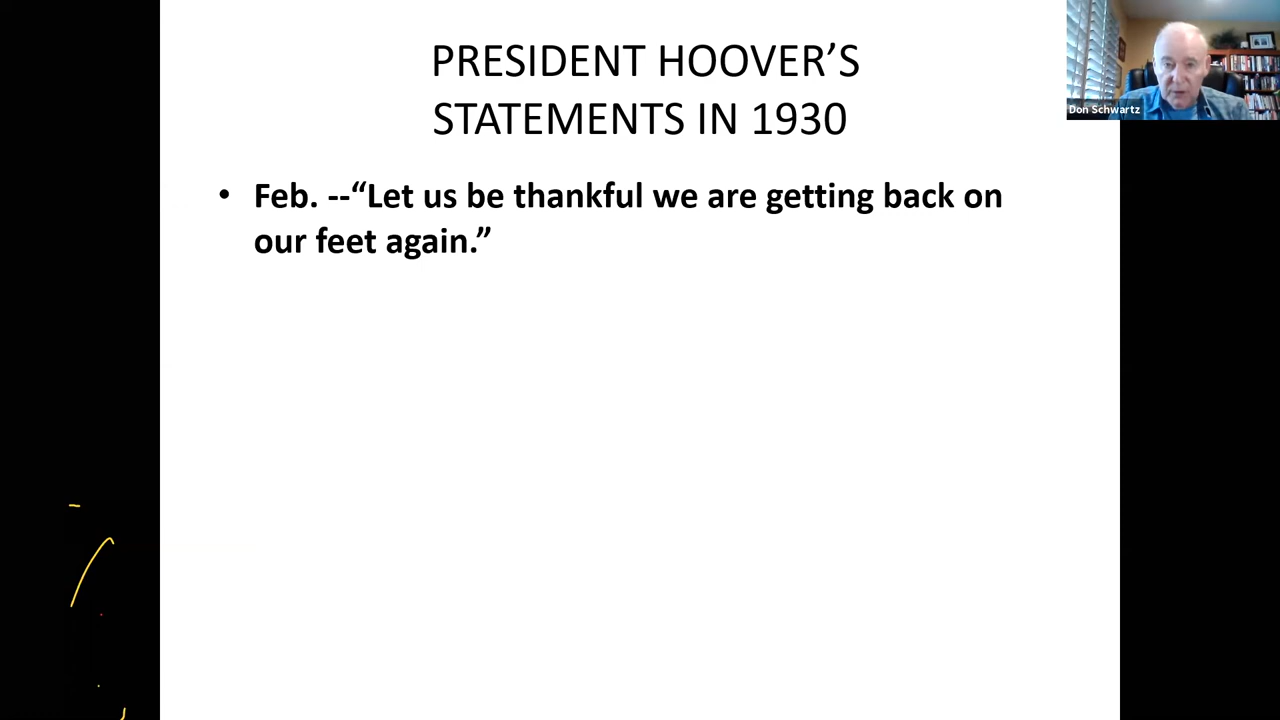 PRESIDENT HOOVER’S
STATEMENTS IN 1930
• Feb. --“Let us be thankful we are getting back on
our feet again.”
Don Schwartz